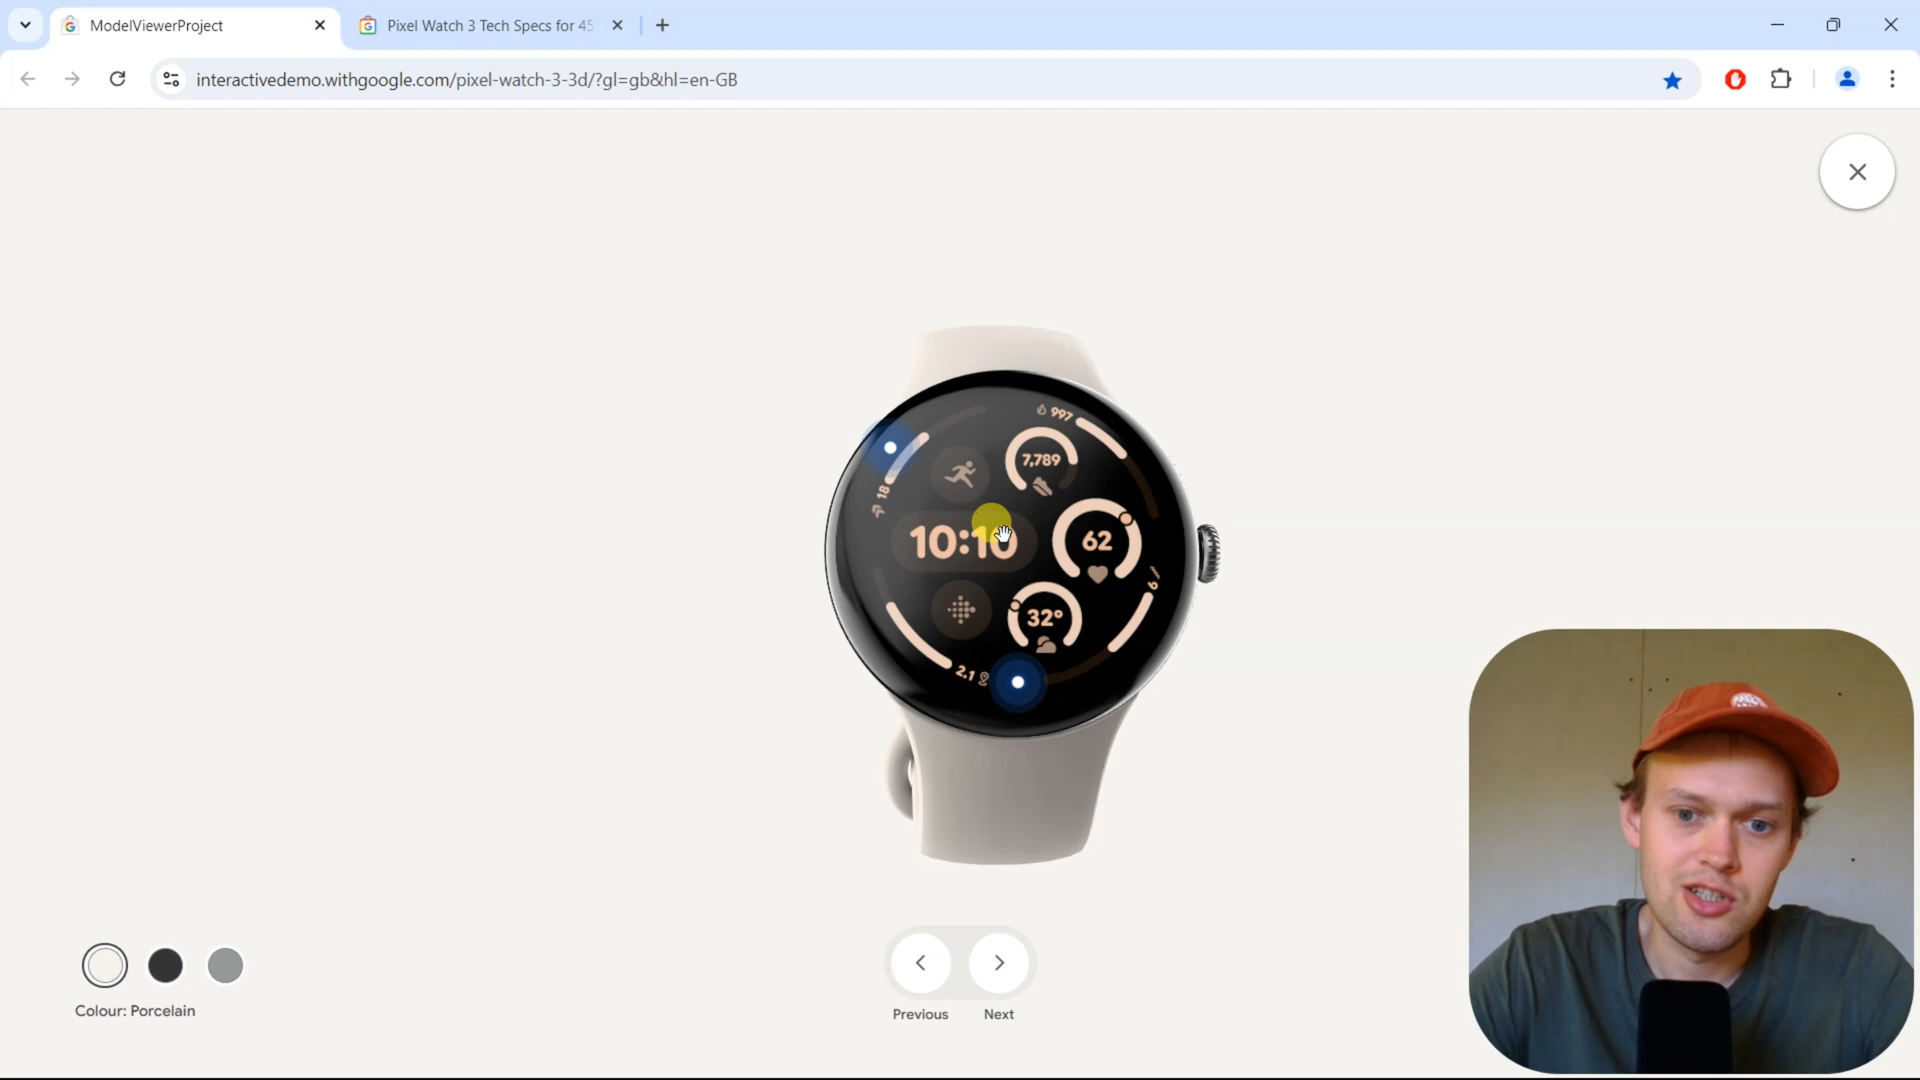 ModelViewerProject
Pixel Watch 3 Tech Specs for 45
interactivedemo.withgoogle.com/pixel-watch-3-3d/?gl=gb&hl=en-GB
997
7,789
18
10:10
62
9
32°
2.1
Colour: Porcelain
Previous
Next